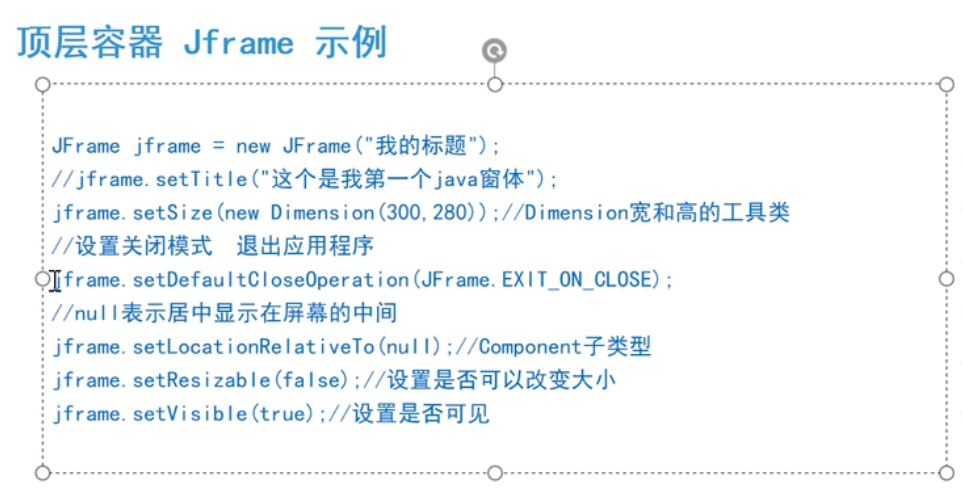 顶层容器 Jframe 示例
JFrame jframe = new JFrame("我的标题");
//jframe.setTitle("这个是我第一个java窗体");
jframe.setSize(new Dimension(300,280));//Dimension宽和高的工具类
//设置关闭模式  退出应用程序
jframe.setDefaultCloseOperation(JFrame.EXIT_ON_CLOSE);
//null表示居中显示在屏幕的中间
jframe.setLocationRelativeTo(null);//Component子类型
jframe.setResizable(false);//设置是否可以改变大小
jframe.setVisible(true);//设置是否可见